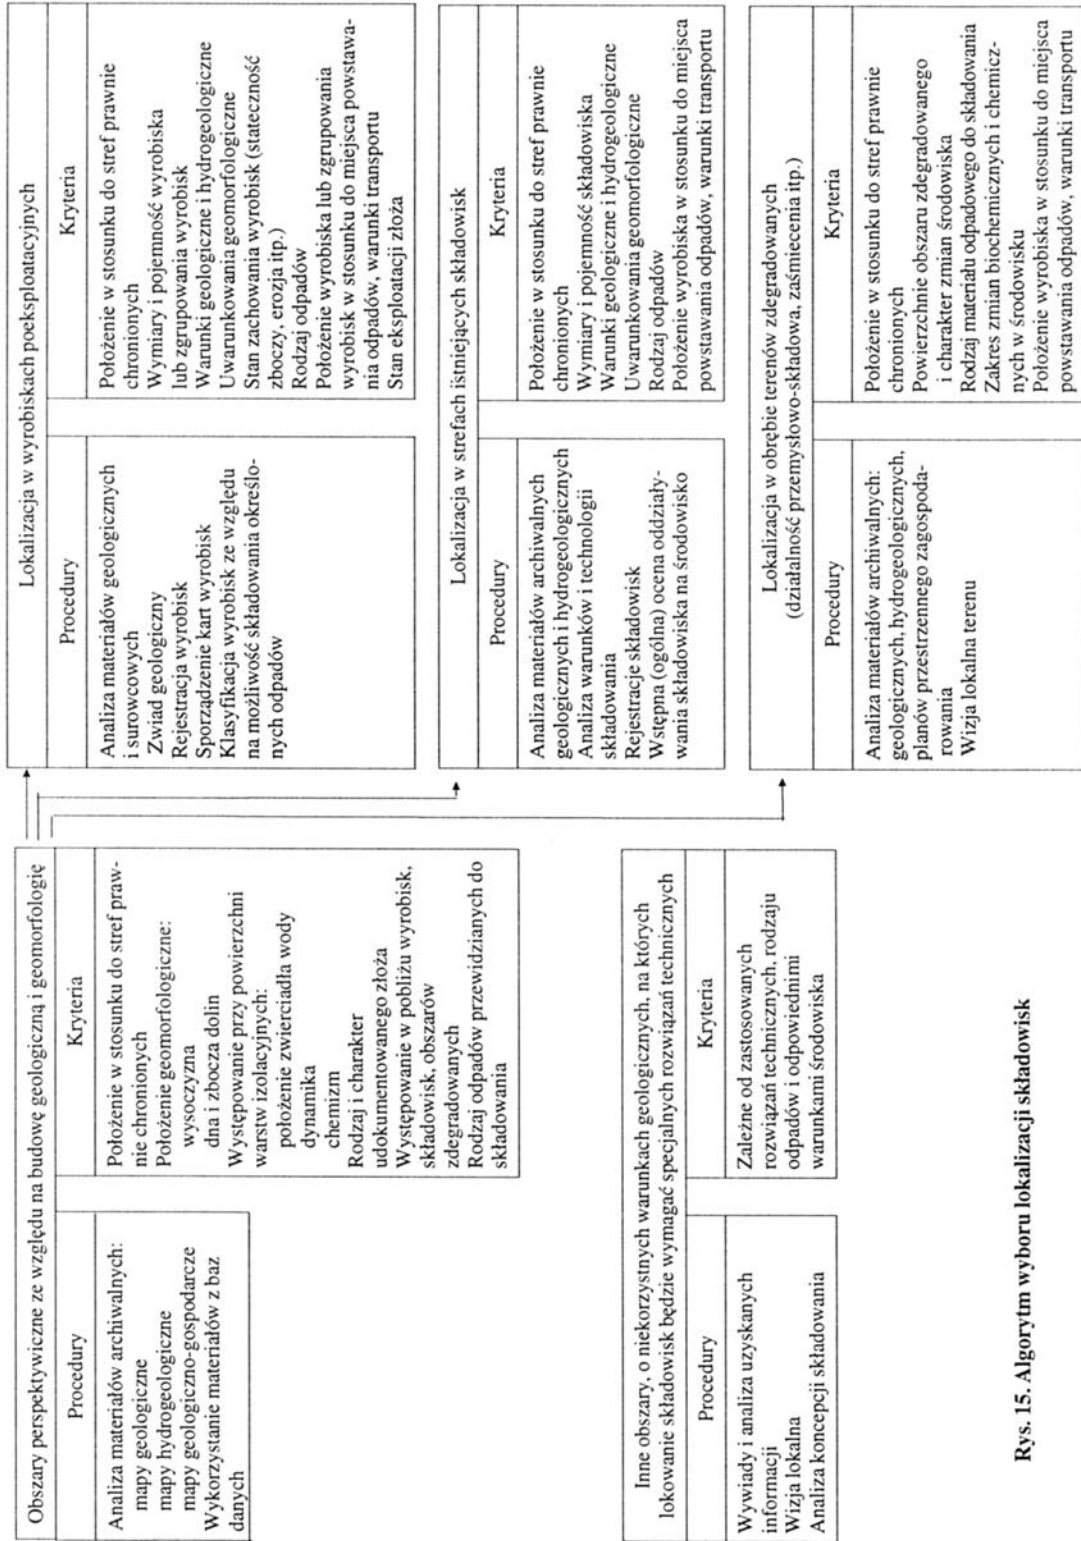 Obszary perspektywiczne ze względu na budowę geologiczną i geomorfologię
Procedury
Analiza materiałów archiwalnych:
mapy geologiczne
mapy hydrogeologiczne
mapy geologiczno-gospodarcze
Wykorzystanie materiałów z baz
danych
Kryteria
Położenie w stosunku do stref praw-
nie chronionych
Położenie geomorfologiczne:
wysoczyzna
dna i zbocza dolin
Występowanie przy powierzchni
warstw izolacyjnych:
położenie zwierciadła wody
dynamika
chemizm
Rodzaj i charakter
udokumentowanego złoża
Występowanie w pobliżu wyrobisk,
składowisk, obszarów
zdegradowanych
Rodzaj odpadów przewidzianych do
składowania
Lokalizacja w wyrobiskach poeksploatacyjnych
Procedury
Analiza materiałów geologicznych
i surowcowych
Zwiad geologiczny
Rejestracja wyrobisk
Sporządzenie kart wyrobisk
Klasyfikacja wyrobisk ze względu
na możliwość składowania określo-
nych odpadów
Kryteria
Położenie w stosunku do stref prawnie
chronionych
Wymiary i pojemność wyrobiska
lub zgrupowania wyrobisk
Warunki geologiczne i hydrogeologiczne
Uwarunkowania geomorfologiczne
Stan zachowania wyrobisk (stateczność
zboczy, erozja itp.)
Rodzaj odpadów
Położenie wyrobiska lub zgrupowania
wyrobisk w stosunku do miejsca powstawa-
nia odpadów, warunki transportu
Stan eksploatacji złoża
Lokalizacja w strefach istniejących składowisk
Procedury
Analiza materiałów archiwalnych
geologicznych i hydrogeologicznych
Analiza warunków i technologii
składowania
Rejestracje składowisk
Wstępna (ogólna) ocena oddziały-
wania składowiska na środowisko
Kryteria
Położenie w stosunku do stref prawnie
chronionych
Wymiary i pojemność składowiska
Warunki geologiczne i hydrogeologiczne
Uwarunkowania geomorfologiczne
Rodzaj odpadów
Położenie wyrobiska w stosunku do miejsca
powstawania odpadów, warunki transportu
Inne obszary, o niekorzystnych warunkach geologicznych, na których
lokowanie składowisk będzie wymagać specjalnych rozwiązań technicznych
Procedury
Wywiady i analiza uzyskanych
informacji
Wizja lokalna
Analiza koncepcji składowania
Kryteria
Zależne od zastosowanych
rozwiązań technicznych, rodzaju
odpadów i odpowiednimi
warunkami środowiska
Lokalizacja w obrębie terenów zdegradowanych
(działalność przemysłowo-składowa, zaśmiecenia itp.)
Procedury
Analiza materiałów archiwalnych:
geologicznych, hydrogeologicznych,
planów przestrzennego zagospoda-
rowania
Wizja lokalna terenu
Kryteria
Położenie w stosunku do stref prawnie
chronionych
Powierzchnie obszaru zdegradowanego
i charakter zmian środowiska
Rodzaj materiału odpadowego do składowania
Zakres zmian biochemicznych i chemicz-
nych w środowisku
Położenie wyrobiska w stosunku do miejsca
powstawania odpadów, warunki transportu
Rys. 15. Algorytm wyboru lokalizacji składowisk